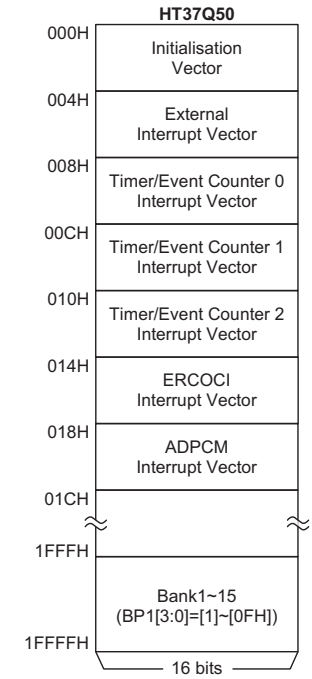 HT37Q50
000H
Initialisation
Vector
004H
External
Interrupt Vector
008H
Timer/Event Counter 0
Interrupt Vector
00CH
Timer/Event Counter 1
Interrupt Vector
010H
Timer/Event Counter 2
Interrupt Vector
014H
ERCOCI
Interrupt Vector
018H
ADPCM
Interrupt Vector
01CH
1FFFH
Bank1~15
(BP1[3:0]=[1]~[0FH])
1FFFFH
16 bits